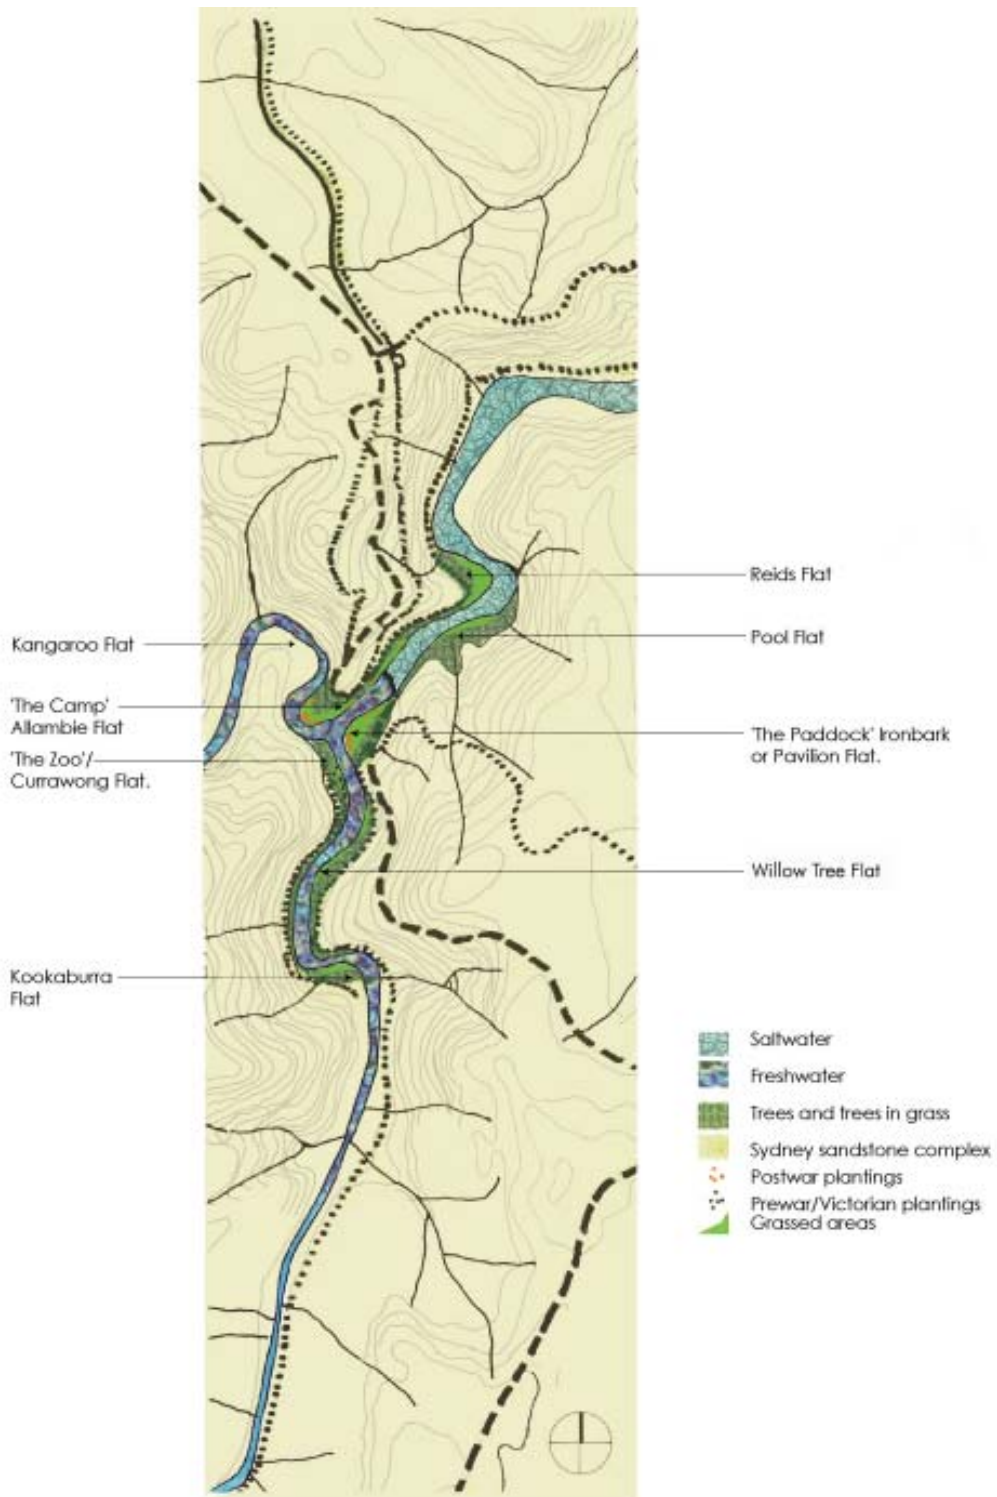 Reids Flat
Pool Flat
Kangaroo Flat
'The Camp'
Allambie Flat
'The Zoo'/
Currawong Flat.
'The Paddock' Ironbark
or Pavilion Flat.
Willow Tree Flat
Kookaburra
Flat
Saltwater
Freshwater
Trees and trees in grass
Sydney sandstone complex
Postwar plantings
Prewar/Victorian plantings
Grassed areas